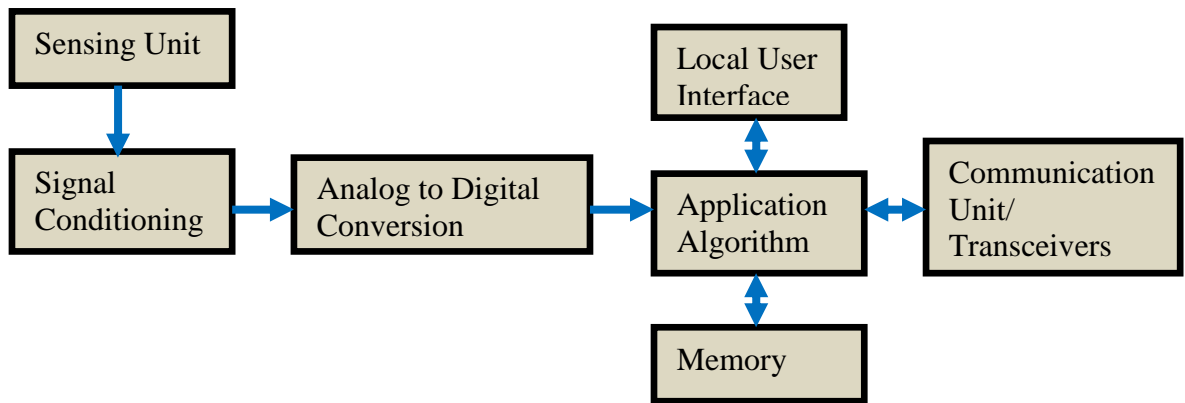 Sensing Unit
Local User
Interface
Signal
Conditioning
Analog to Digital
Conversion
Application
Algorithm
Communication
Unit/
Transceivers
Memory